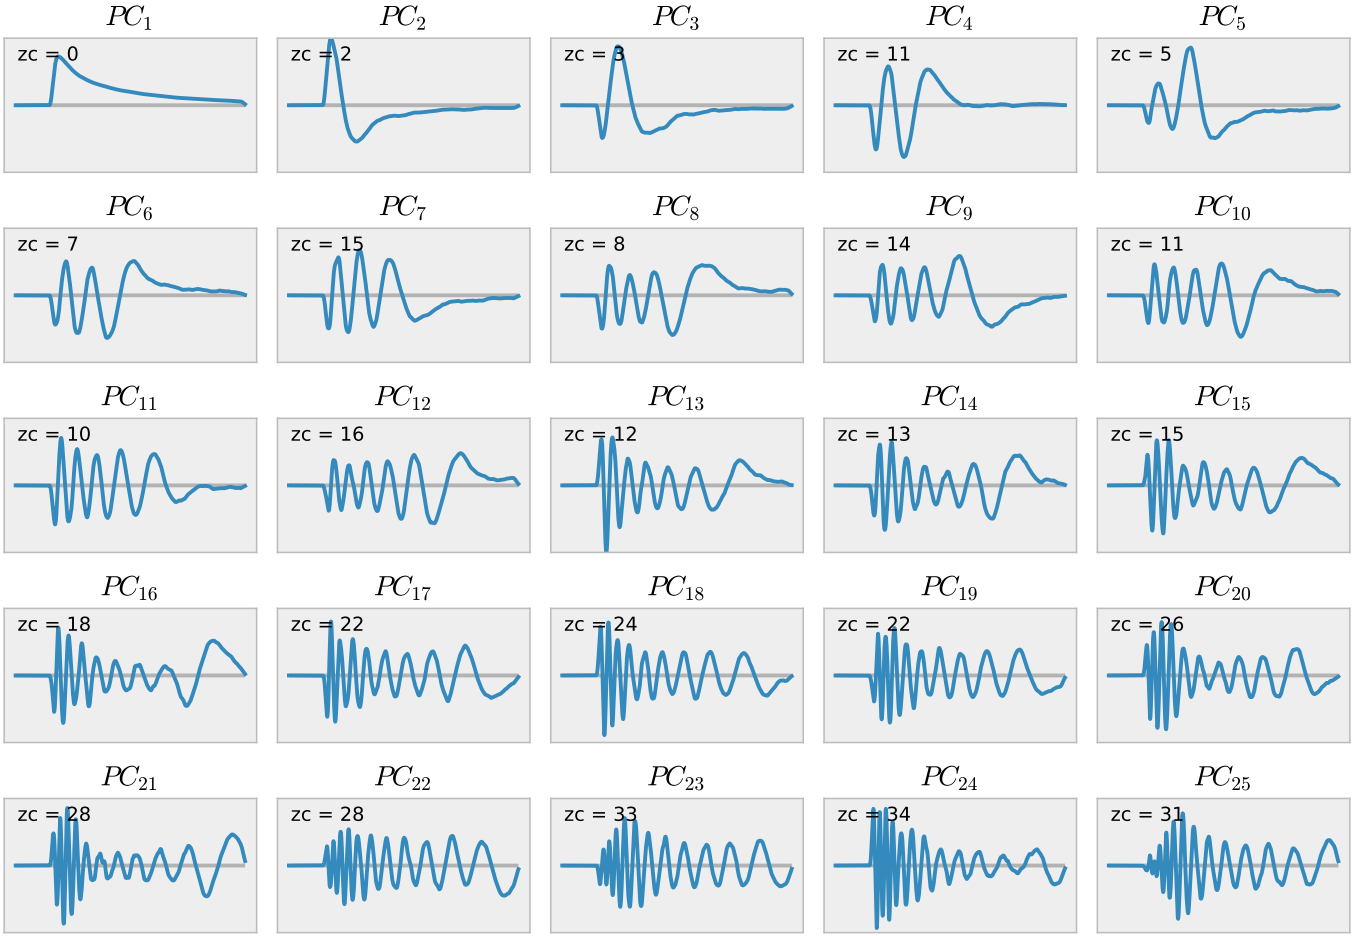 PC1 PC2 PC3 PC4 PC5
zc = 0 zc = 2 zc = 3 zc = 11 zc = 5
PC6 PC7 PC8 PC9 PC10
zc = 7 zc = 15 zc = 8 zc = 14 zc = 11
PC11 PC12 PC13 PC14 PC15
zc = 10 zc = 16 zc = 12 zc = 13 zc = 15
PC16 PC17 PC18 PC19 PC20
zc = 18 zc = 22 zc = 24 zc = 22 zc = 26
PC21 PC22 PC23 PC24 PC25
zc = 28 zc = 28 zc = 33 zc = 34 zc = 31